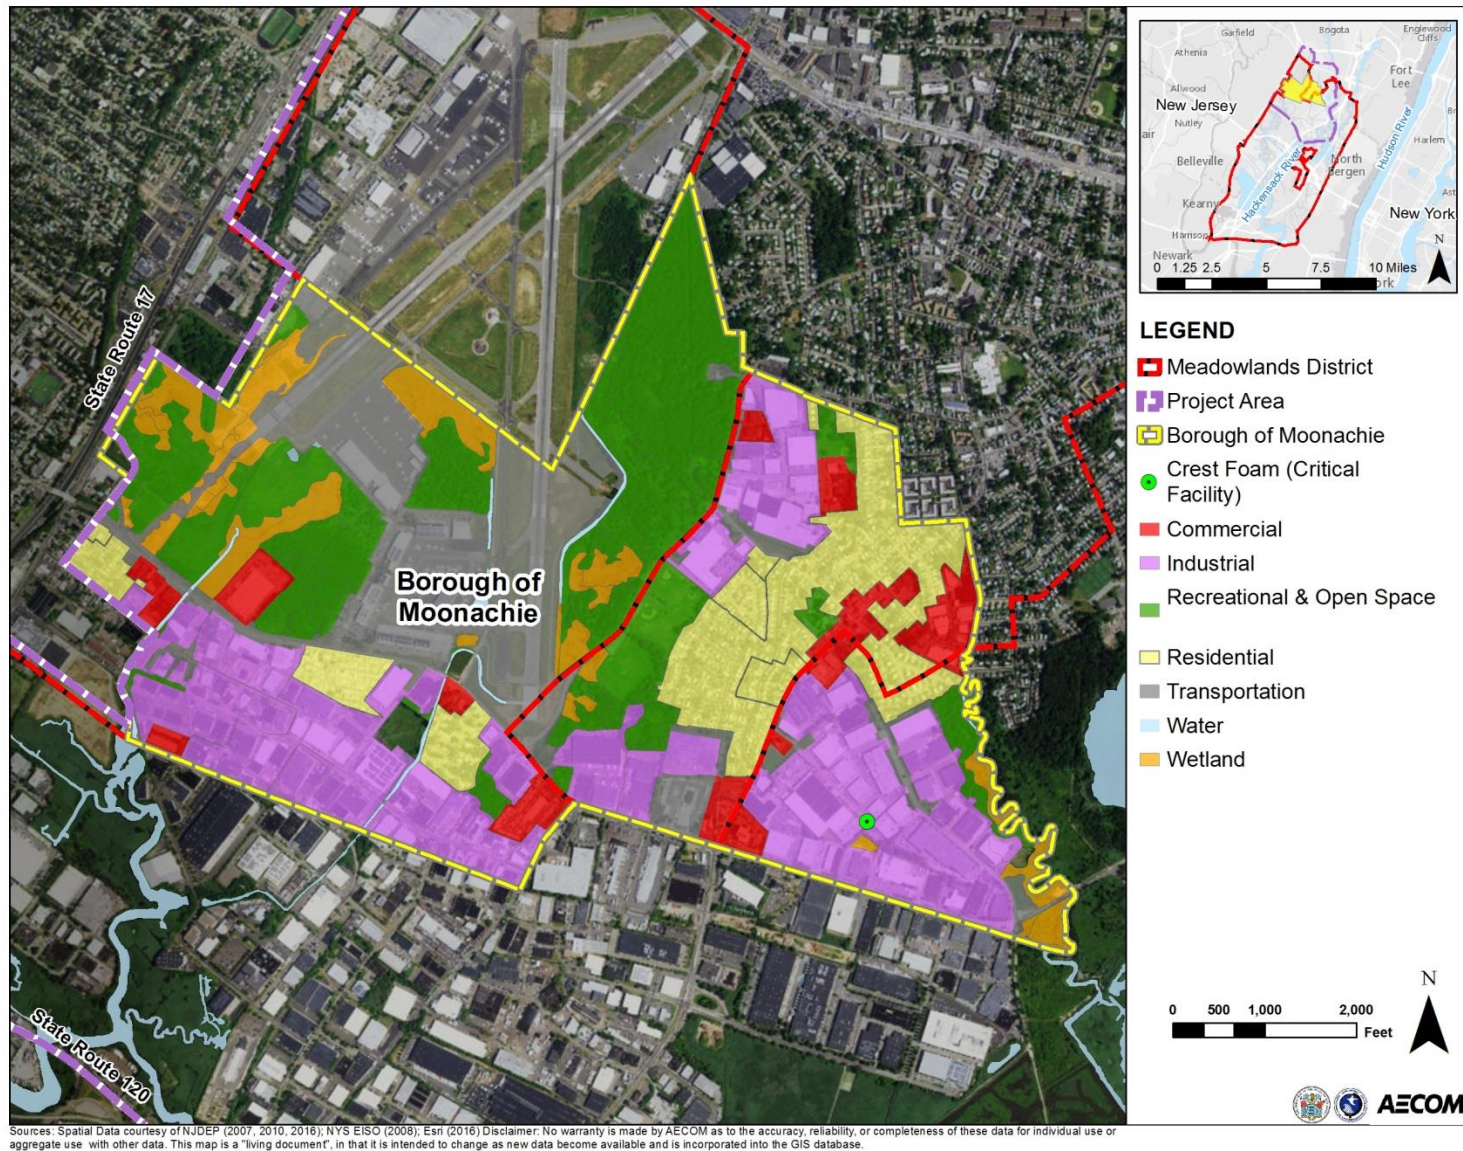 State Route 17
Borough of
Moonachie
State Route 120
Garfield
Bogota
Englewood
Cliffs
Athenia
Fort
Lee
Allwood
New Jersey
Nutley
air
Hudson River
Harlem
Br
Belleville
North
Bergen
Hackensack River
Kearny
Ast
New York
Harrison
Newark
N
0 1.25 2.5 5 7.5 10 Miles
ork
LEGEND
Meadowlands District
Project Area
Borough of Moonachie
Crest Foam (Critical
Facility)
Commercial
Industrial
Recreational & Open Space
Residential
Transportation
Water
Wetland
N
0 500 1,000 2,000
Feet
AECOM
Sources: Spatial Data courtesy of NJDEP (2007, 2010, 2016); NYS EISO (2008); Esri (2016) Disclaimer: No warranty is made by AECOM as to the accuracy, reliability, or completeness of these data for individual use or
aggregate use with other data. This map is a "living document", in that it is intended to change as new data become available and is incorporated into the GIS database.